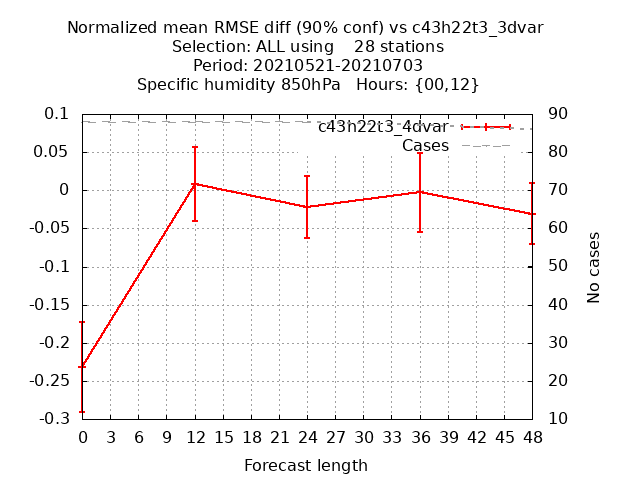 Normalized mean RMSE diff (90% conf) vs c43h22t3_3dvar
Selection: ALL using    28 stations
Period: 20210521-20210703
Specific humidity 850hPa   Hours: {00,12}
c43h22t3_4dvar
Cases
0.1
0.05
0
-0.05
-0.1
-0.15
-0.2
-0.25
-0.3
90
80
70
60
50
40
30
20
10
No cases
0 3 6 9 12 15 18 21 24 27 30 33 36 39 42 45 48
Forecast length